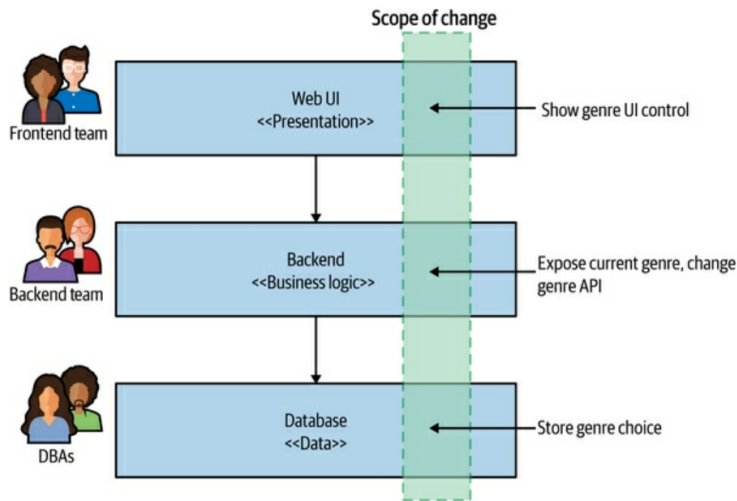 Scope of change
Web UI
<<Presentation>>
Show genre UI control
Frontend team
Backend
<<Business logic>>
Expose current genre, change
genre API
Backend team
Database
<<Data>>
Store genre choice
DBAs